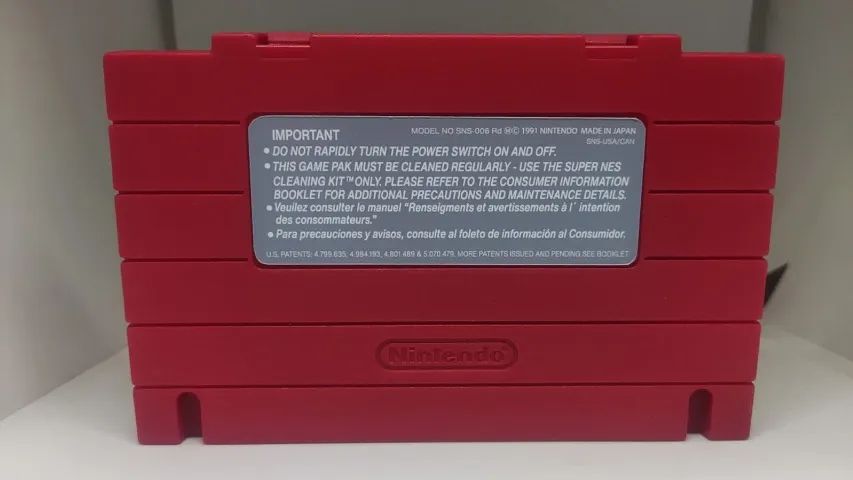 IMPORTANT
MODEL NO SNS-006 Rd Ⓜ© 1991 NINTENDO MADE IN JAPAN
SNS-USA/CAN
● DO NOT RAPIDLY TURN THE POWER SWITCH ON AND OFF.
● THIS GAME PAK MUST BE CLEANED REGULARLY - USE THE SUPER NES
CLEANING KIT™ ONLY. PLEASE REFER TO THE CONSUMER INFORMATION
BOOKLET FOR ADDITIONAL PRECAUTIONS AND MAINTENANCE DETAILS.
● Veuilez consulter le manuel "Renseigments et avertissements à l´ intention
des consommateurs."
● Para precauciones y avisos, consulte al foleto de información al Consumidor.
U.S. PATENTS: 4.799.635, 4.984.193, 4.801.489 & 5.070.479, MORE PATENTS ISSUED AND PENDING SEE BOOKLET
Nintendo®